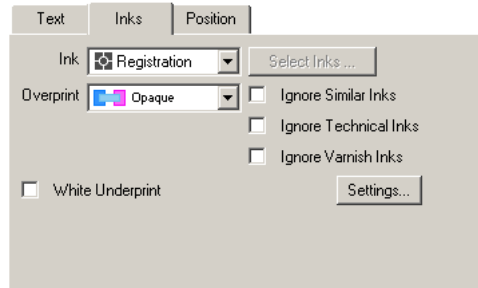 Text Inks Position
Ink Registration Select Inks ...
Overprint Opaque Ignore Similar Inks
Ignore Technical Inks
Ignore Varnish Inks
White Underprint Settings...